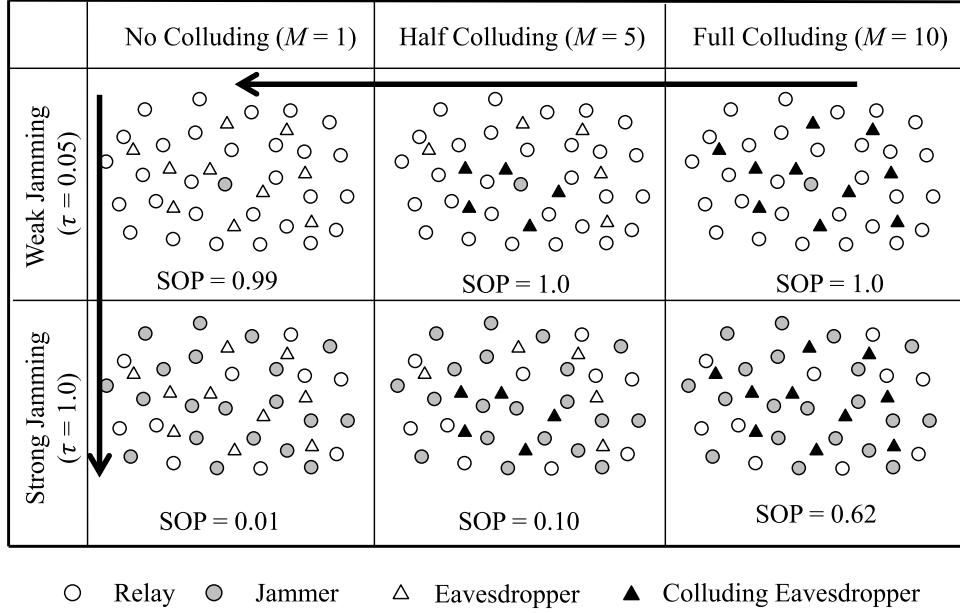 No Colluding (M = 1)
Half Colluding (M = 5)
Full Colluding (M = 10)
Weak Jamming
(τ = 0.05)
SOP = 0.99
SOP = 1.0
SOP = 1.0
Strong Jamming
(τ = 1.0)
SOP = 0.01
SOP = 0.10
SOP = 0.62
Relay
Jammer
Eavesdropper
Colluding Eavesdropper